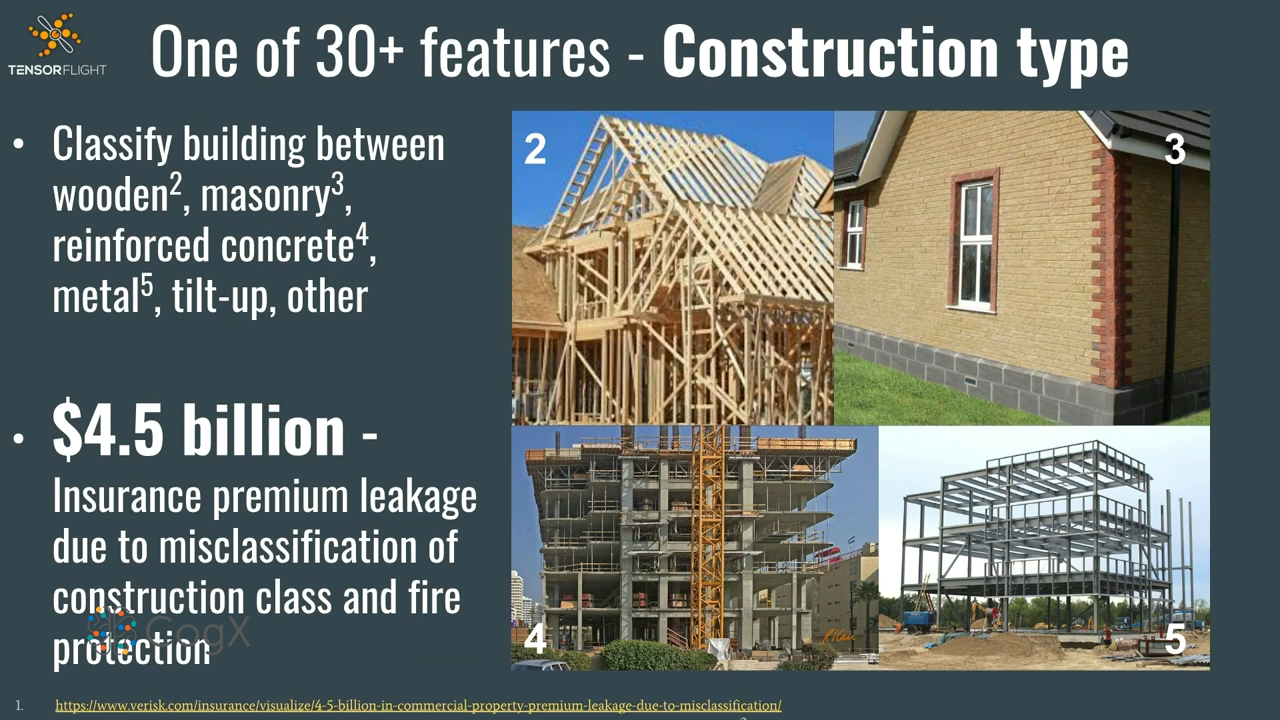 TENSORFLIGHT
One of 30+ features - Construction type
• Classify building between
wooden², masonry³,
reinforced concrete⁴,
metal⁵, tilt-up, other
• $4.5 billion -
Insurance premium leakage
due to misclassification of
construction class and fire
protection
CogX
2
3
4
5
1. https://www.verisk.com/insurance/visualize/4-5-billion-in-commercial-property-premium-leakage-due-to-misclassification/